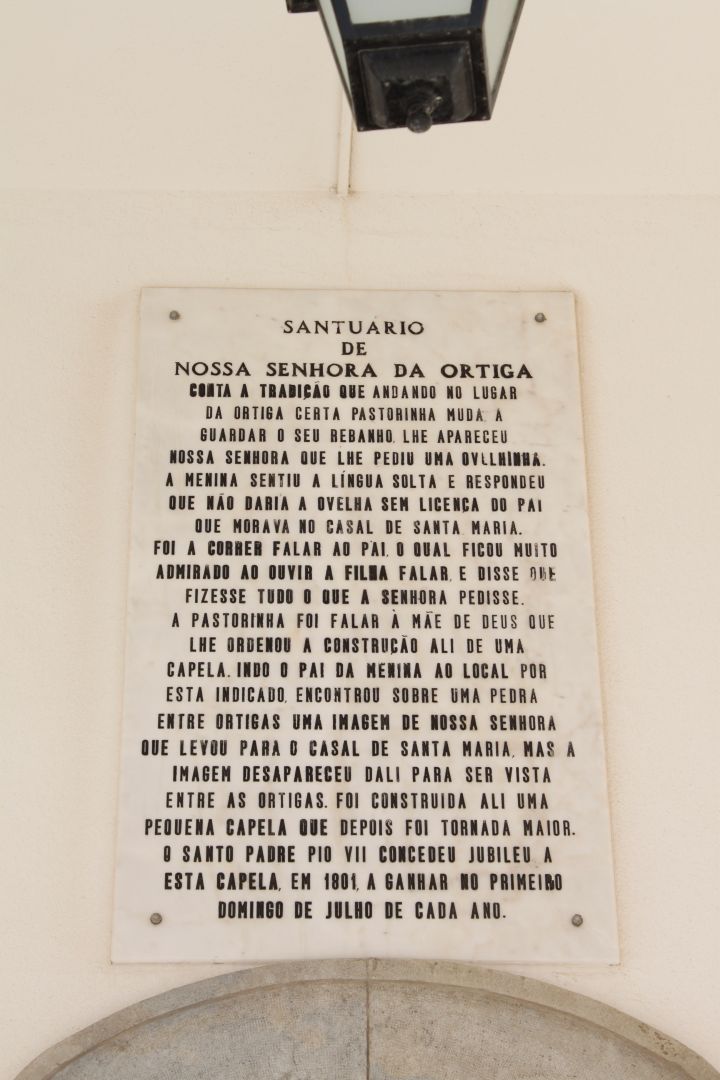 SANTUÁRIO
DE
NOSSA SENHORA DA ORTIGA
CONTA A TRADIÇÃO QUE ANDANDO NO LUGAR
DA ORTIGA CERTA PASTORINHA MUDA A
GUARDAR O SEU REBANHO, LHE APARECEU
NOSSA SENHORA QUE LHE PEDIU UMA OVELHINHA.
A MENINA SENTIU A LÍNGUA SOLTA E RESPONDEU
QUE NÃO DARIA A OVELHA SEM LICENÇA DO PAI
QUE MORAVA NO CASAL DE SANTA MARIA.
FOI A CORRER FALAR AO PAI, O QUAL FICOU MUITO
ADMIRADO AO OUVIR A FILHA FALAR, E DISSE QUE
FIZESSE TUDO O QUE A SENHORA PEDISSE.
A PASTORINHA FOI FALAR À MÃE DE DEUS QUE
LHE ORDENOU A CONSTRUÇÃO ALI DE UMA
CAPELA. INDO O PAI DA MENINA AO LOCAL POR
ESTA INDICADO, ENCONTROU SOBRE UMA PEDRA
ENTRE ORTIGAS UMA IMAGEM DE NOSSA SENHORA
QUE LEVOU PARA O CASAL DE SANTA MARIA, MAS A
IMAGEM DESAPARECEU DALI PARA SER VISTA
ENTRE AS ORTIGAS. FOI CONSTRUIDA ALI UMA
PEQUENA CAPELA QUE DEPOIS FOI TORNADA MAIOR.
O SANTO PADRE PIO VII CONCEDEU JUBILEU A
ESTA CAPELA, EM 1801, A GANHAR NO PRIMEIRO
DOMINGO DE JULHO DE CADA ANO.